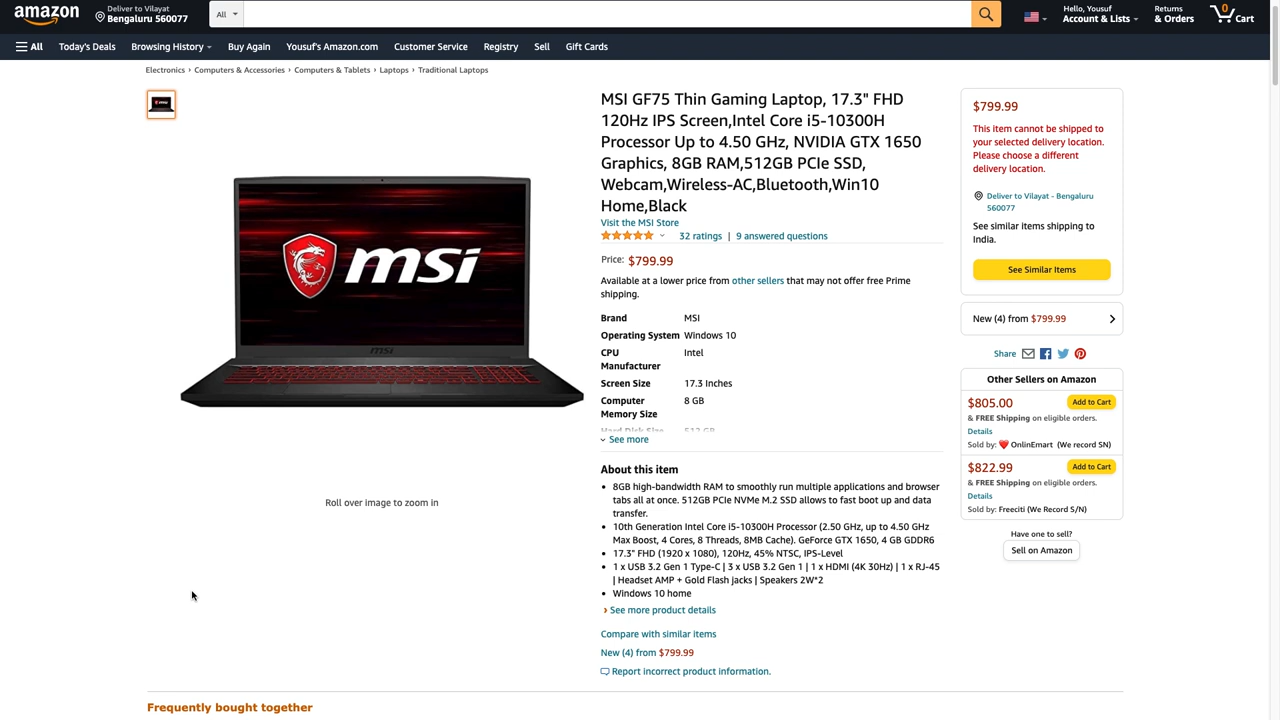 amazon
Deliver to Vilayat
Bengaluru 560077
All
Hello, Yousuf
Account & Lists
Returns
& Orders
0
Cart
All
Today's Deals
Browsing History
Buy Again
Yousuf's Amazon.com
Customer Service
Registry
Sell
Gift Cards
Electronics › Computers & Accessories › Computers & Tablets › Laptops › Traditional Laptops
msi
msi
Roll over image to zoom in
MSI GF75 Thin Gaming Laptop, 17.3" FHD
120Hz IPS Screen,Intel Core i5-10300H
Processor Up to 4.50 GHz, NVIDIA GTX 1650
Graphics, 8GB RAM,512GB PCIe SSD,
Webcam,Wireless-AC,Bluetooth,Win10
Home,Black
Visit the MSI Store
32 ratings | 9 answered questions
Price: $799.99
Available at a lower price from other sellers that may not offer free Prime
shipping.
Brand MSI
Operating System Windows 10
CPU Intel
Manufacturer
Screen Size 17.3 Inches
Computer 8 GB
Memory Size
Hard Disk Size 512 GB
See more
About this item
• 8GB high-bandwidth RAM to smoothly run multiple applications and browser
tabs all at once. 512GB PCIe NVMe M.2 SSD allows to fast boot up and data
transfer.
• 10th Generation Intel Core i5-10300H Processor (2.50 GHz, up to 4.50 GHz
Max Boost, 4 Cores, 8 Threads, 8MB Cache). GeForce GTX 1650, 4 GB GDDR6
• 17.3" FHD (1920 x 1080), 120Hz, 45% NTSC, IPS-Level
• 1 x USB 3.2 Gen 1 Type-C | 3 x USB 3.2 Gen 1 | 1 x HDMI (4K 30Hz) | 1 x RJ-45
| Headset AMP + Gold Flash jacks | Speakers 2W*2
• Windows 10 home
› See more product details
Compare with similar items
New (4) from $799.99
Report incorrect product information.
$799.99
This item cannot be shipped to
your selected delivery location.
Please choose a different
delivery location.
Deliver to Vilayat - Bengaluru
560077
See similar items shipping to
India.
See Similar Items
New (4) from $799.99
Share
Other Sellers on Amazon
$805.00
Add to Cart
& FREE Shipping on eligible orders.
Details
Sold by: ❤️ OnlinEmart (We record SN)
$822.99
Add to Cart
& FREE Shipping on eligible orders.
Details
Sold by: Freeciti (We Record S/N)
Have one to sell?
Sell on Amazon
Frequently bought together